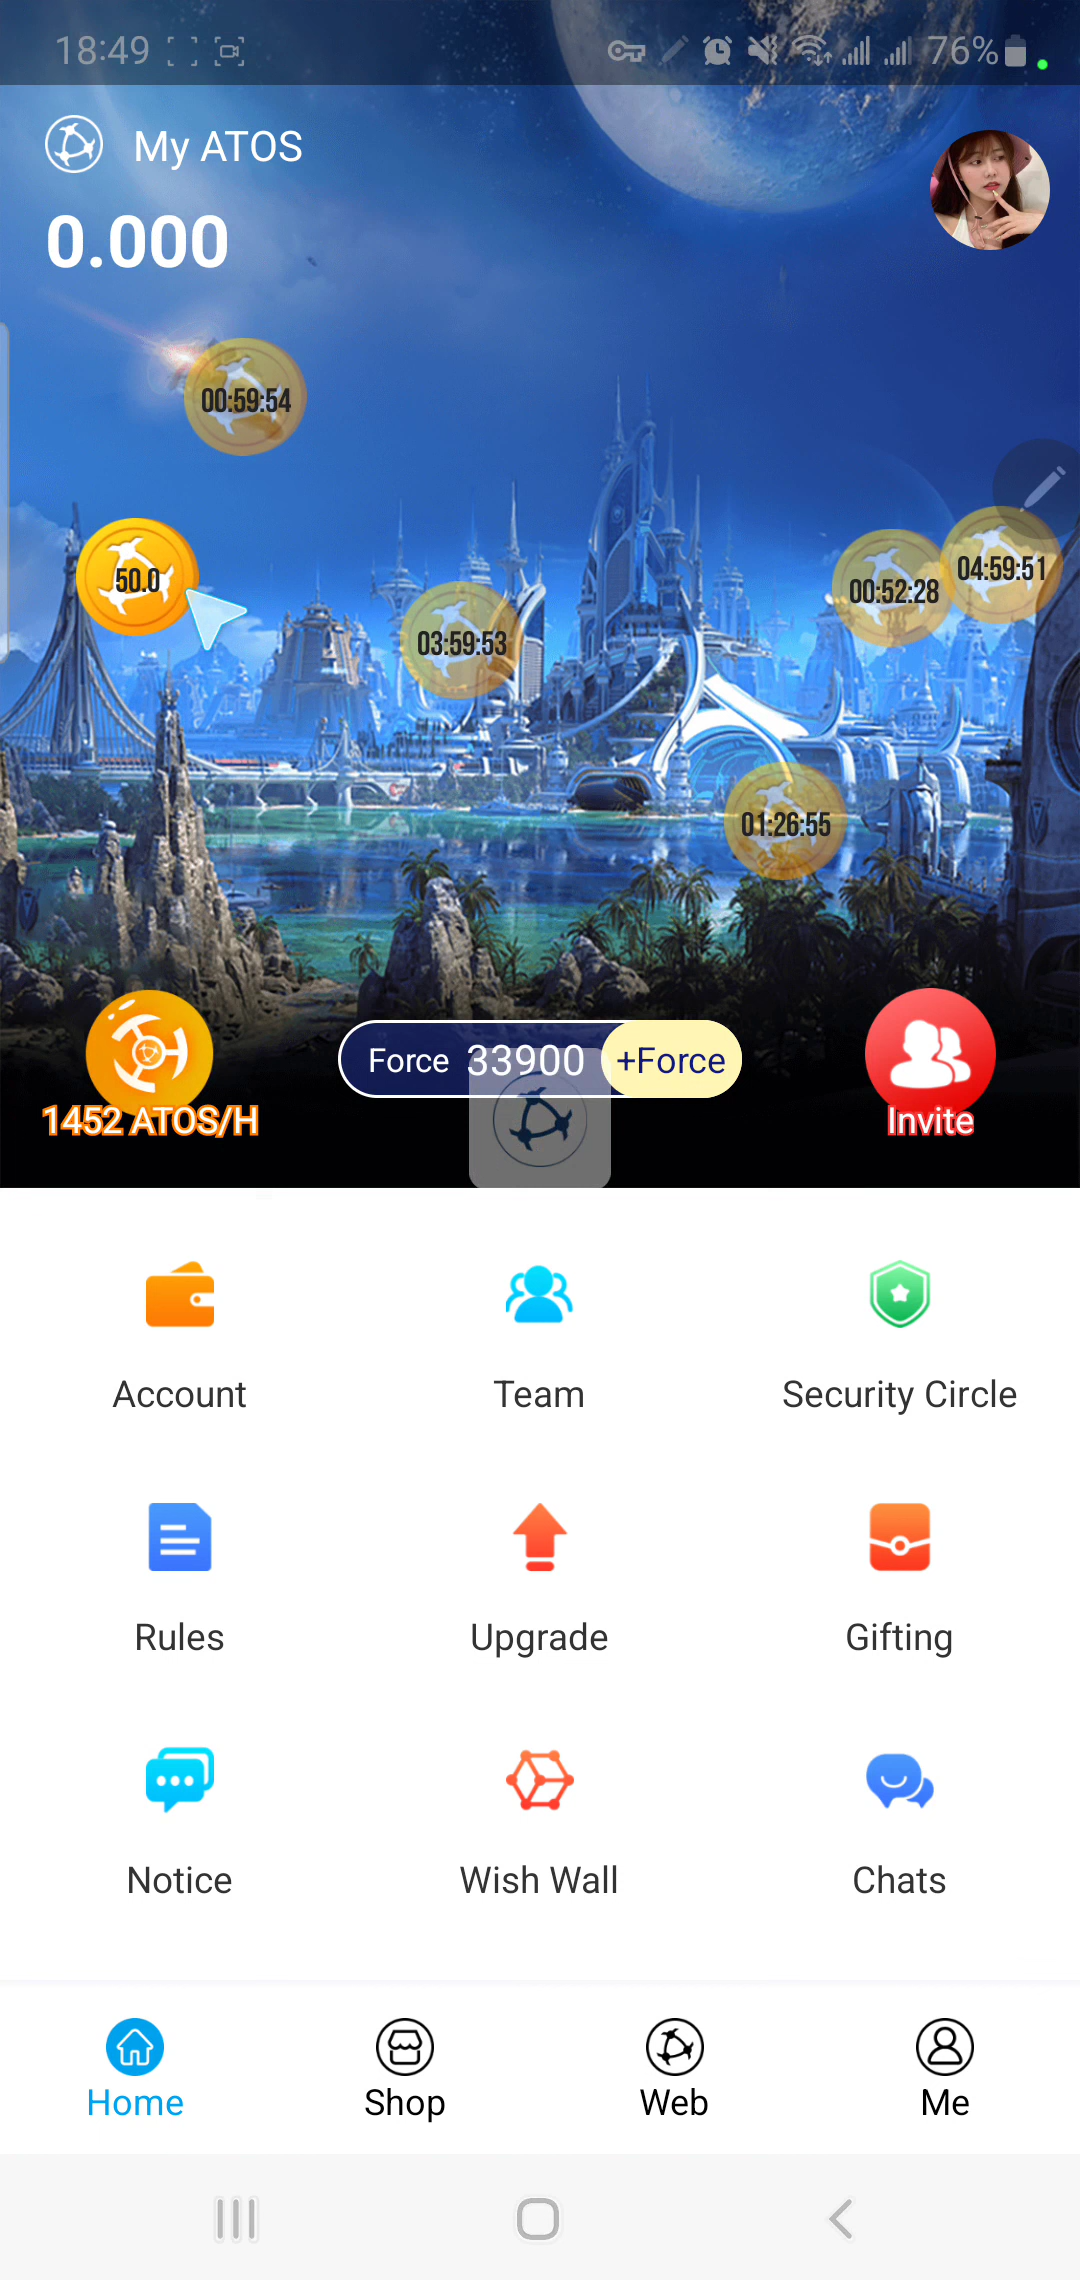 18:49
76%
My ATOS
0.000
00:59:54
50.0
03:59:53
00:52:28
04:59:51
01:26:55
1452 ATOS/H
Force 33900 +Force
Invite
Account
Team
Security Circle
Rules
Upgrade
Gifting
Notice
Wish Wall
Chats
Home
Shop
Web
Me